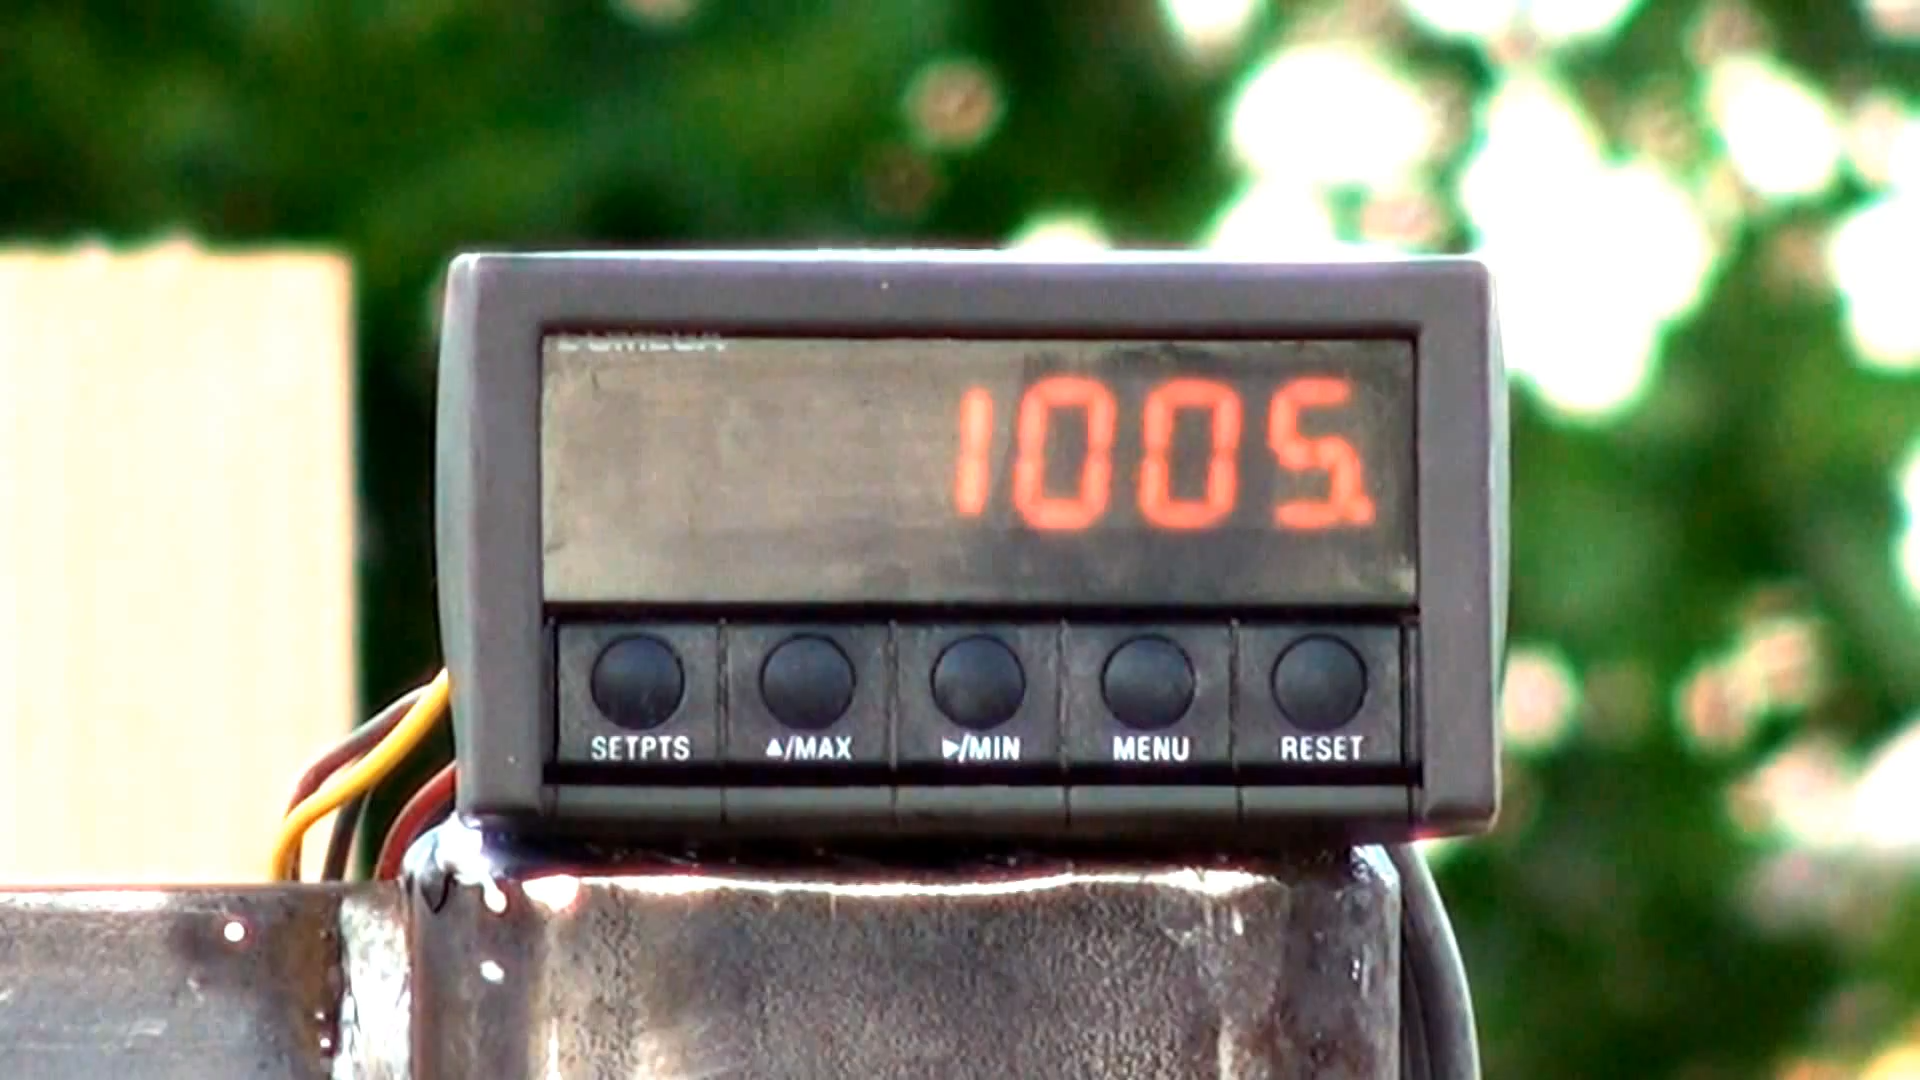 1005.
SETPTS ▲/MAX ▶/MIN MENU RESET